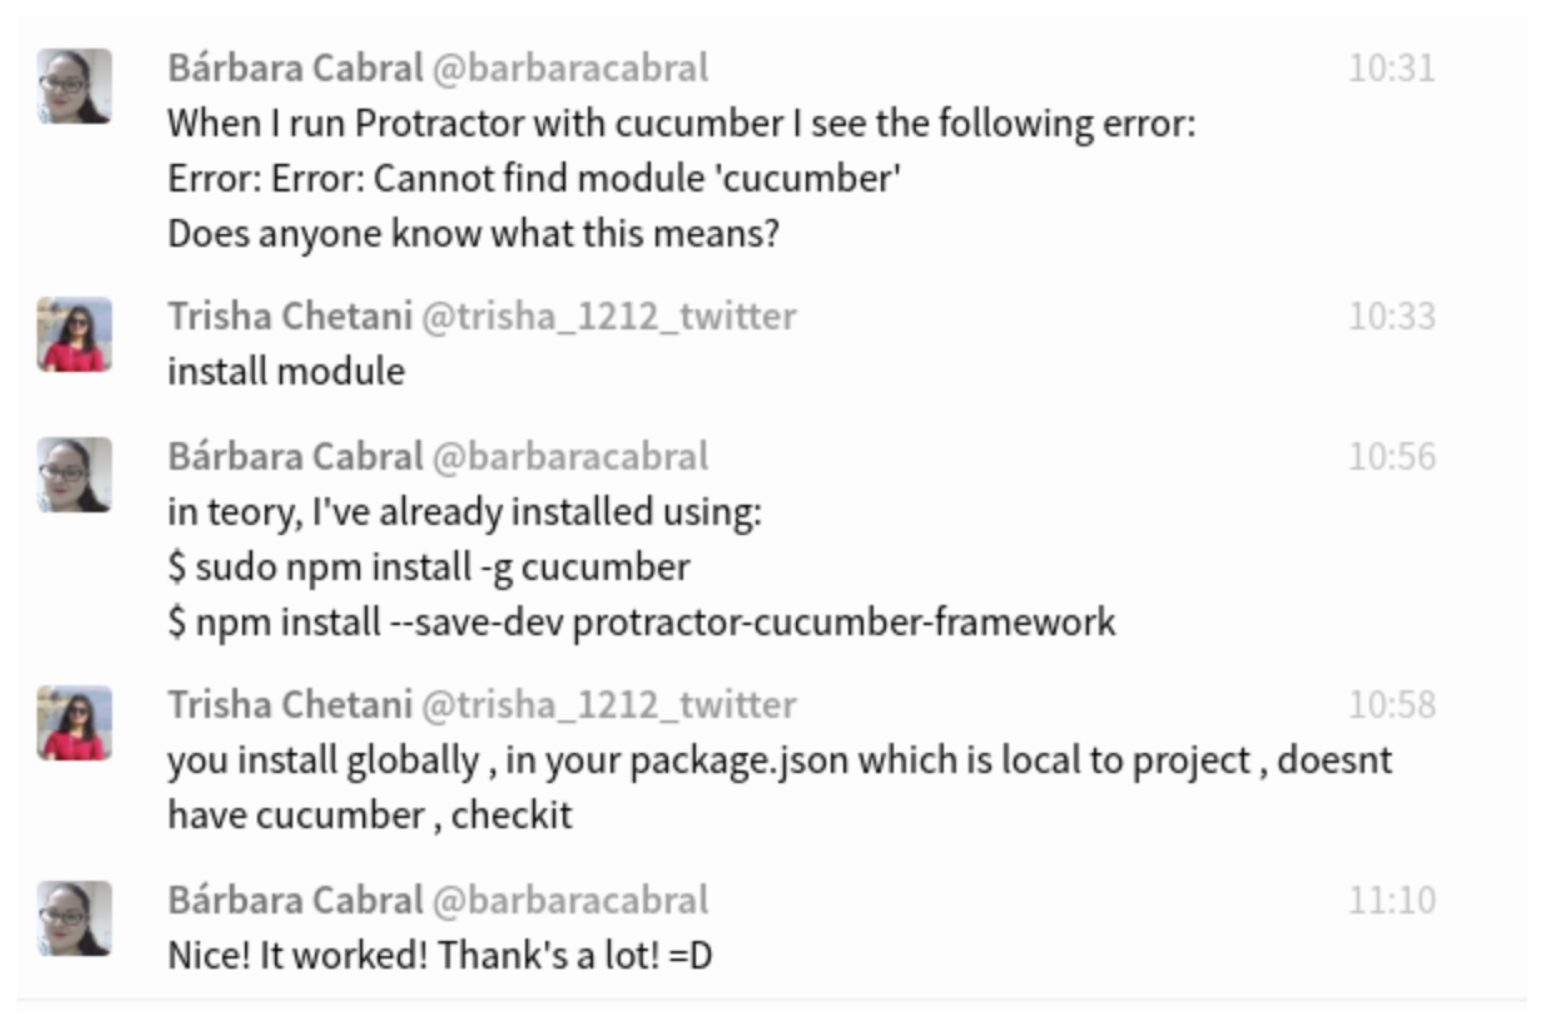 Bárbara Cabral @barbaracabral 10:31
When I run Protractor with cucumber I see the following error:
Error: Error: Cannot find module 'cucumber'
Does anyone know what this means?
Trisha Chetani @trisha_1212_twitter 10:33
install module
Bárbara Cabral @barbaracabral 10:56
in teory, I've already installed using:
$ sudo npm install -g cucumber
$ npm install --save-dev protractor-cucumber-framework
Trisha Chetani @trisha_1212_twitter 10:58
you install globally , in your package.json which is local to project , doesnt
have cucumber , checkit
Bárbara Cabral @barbaracabral 11:10
Nice! It worked! Thank's a lot! =D